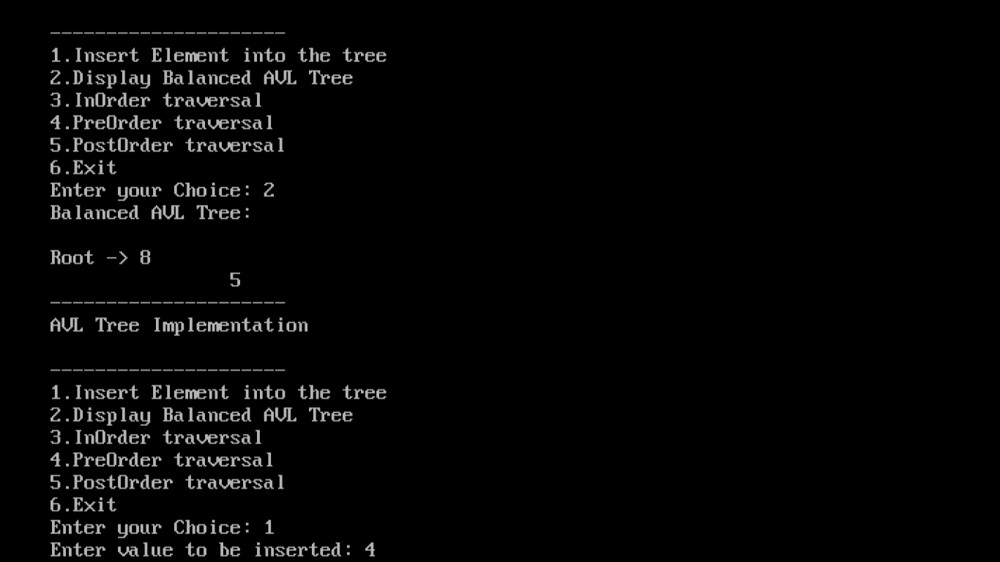 ---------------------
1.Insert Element into the tree
2.Display Balanced AVL Tree
3.InOrder traversal
4.PreOrder traversal
5.PostOrder traversal
6.Exit
Enter your Choice: 2
Balanced AVL Tree:
Root -> 8
5
---------------------
AVL Tree Implementation
---------------------
1.Insert Element into the tree
2.Display Balanced AVL Tree
3.InOrder traversal
4.PreOrder traversal
5.PostOrder traversal
6.Exit
Enter your Choice: 1
Enter value to be inserted: 4